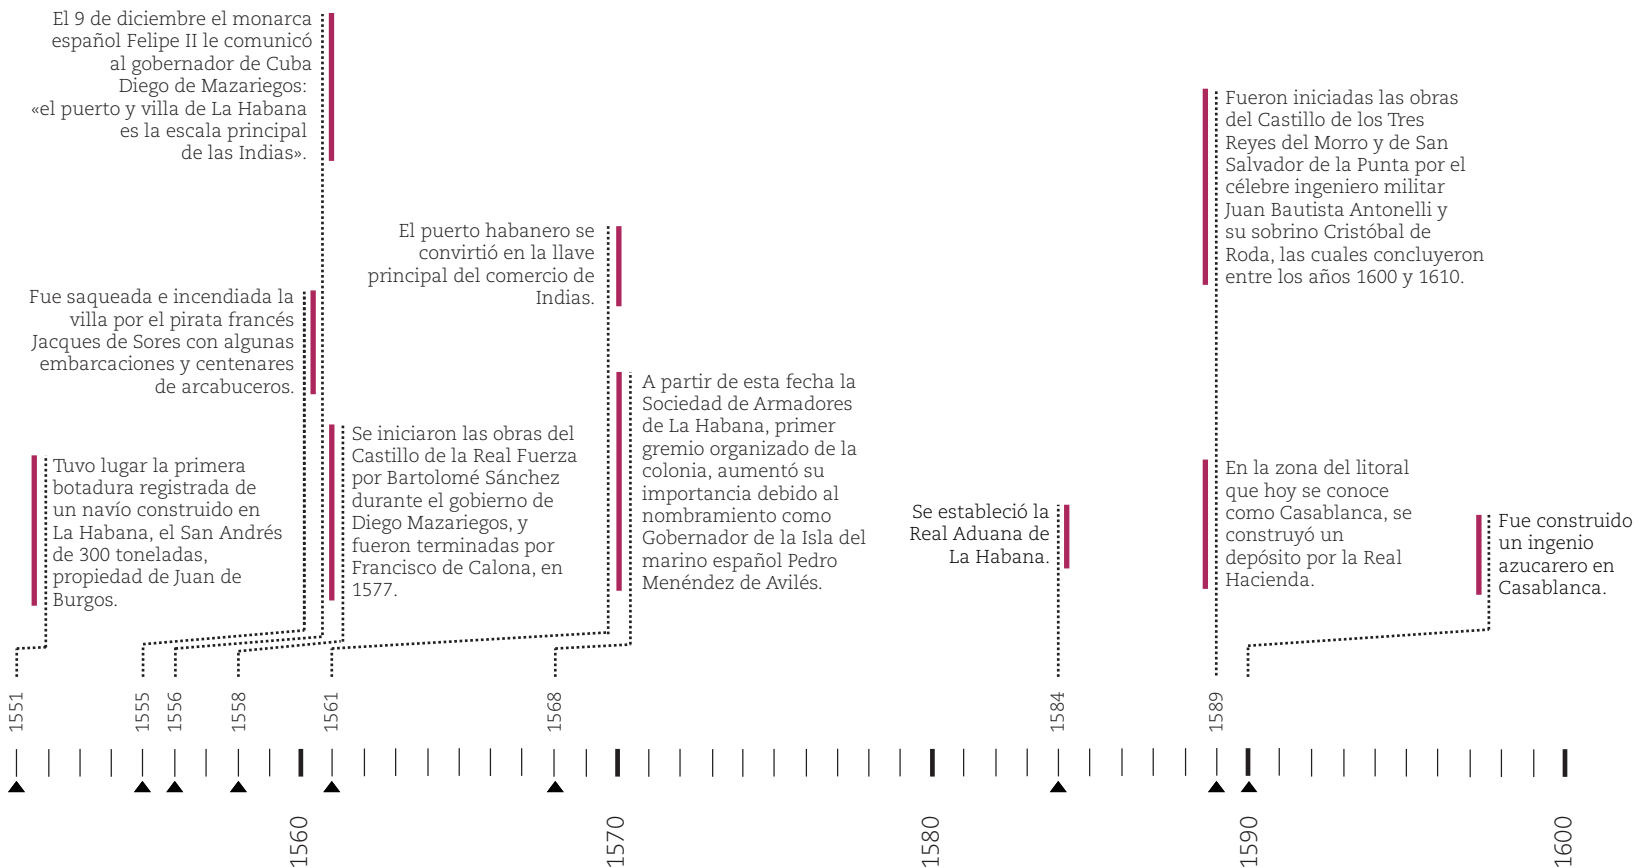 El 9 de diciembre el monarca
español Felipe II le comunicó
al gobernador de Cuba
Diego de Mazariegos:
«el puerto y villa de La Habana
es la escala principal
de las Indias».
Fueron iniciadas las obras
del Castillo de los Tres
Reyes del Morro y de San
Salvador de la Punta por el
célebre ingeniero militar
Juan Bautista Antonelli y
su sobrino Cristóbal de
Roda, las cuales concluyeron
entre los años 1600 y 1610.
El puerto habanero se
convirtió en la llave
principal del comercio de
Indias.
Fue saqueada e incendiada la
villa por el pirata francés
Jacques de Sores con algunas
embarcaciones y centenares
de arcabuceros.
A partir de esta fecha la
Sociedad de Armadores
de La Habana, primer
gremio organizado de la
colonia, aumentó su
importancia debido al
nombramiento como
Gobernador de la Isla del
marino español Pedro
Menéndez de Avilés.
Se iniciaron las obras del
Castillo de la Real Fuerza
por Bartolomé Sánchez
durante el gobierno de
Diego Mazariegos, y
fueron terminadas por
Francisco de Calona, en
1577.
Tuvo lugar la primera
botadura registrada de
un navío construido en
La Habana, el San Andrés
de 300 toneladas,
propiedad de Juan de
Burgos.
Se estableció la
Real Aduana de
La Habana.
En la zona del litoral
que hoy se conoce
como Casablanca, se
construyó un
depósito por la Real
Hacienda.
Fue construido
un ingenio
azucarero en
Casablanca.
1551
1555
1556
1558
1561
1568
1584
1589
1560
1570
1580
1590
1600